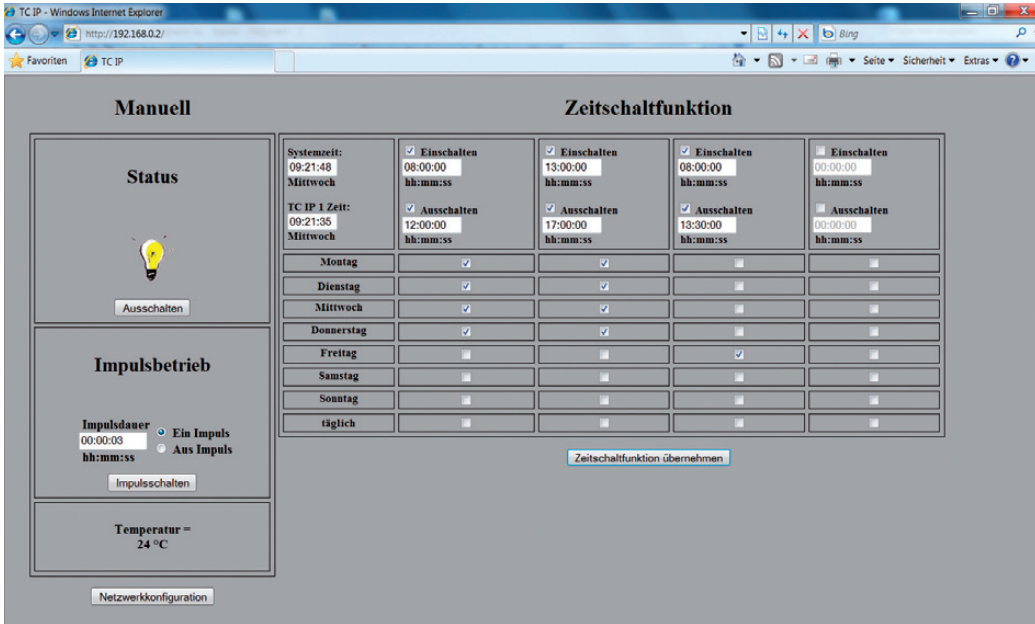 TC IP - Windows Internet Explorer
http://192.168.0.2/
Bing
Favoriten
TC IP
Seite
Sicherheit
Extras
Manuell
Zeitschaltfunktion
Status
Ausschalten
Impulsbetrieb
Impulsdauer
00:00:03
hh:mm:ss
Ein Impuls
Aus Impuls
Impulsschalten
Temperatur =
24 °C
Netzwerkkonfiguration
Systemzeit:
09:21:48
Mittwoch
TC IP 1 Zeit:
09:21:35
Mittwoch
Einschalten
08:00:00
hh:mm:ss
Ausschalten
12:00:00
hh:mm:ss
Einschalten
13:00:00
hh:mm:ss
Ausschalten
17:00:00
hh:mm:ss
Einschalten
08:00:00
hh:mm:ss
Ausschalten
13:30:00
hh:mm:ss
Einschalten
00:00:00
hh:mm:ss
Ausschalten
00:00:00
hh:mm:ss
Montag
Dienstag
Mittwoch
Donnerstag
Freitag
Samstag
Sonntag
täglich
Zeitschaltfunktion übernehmen